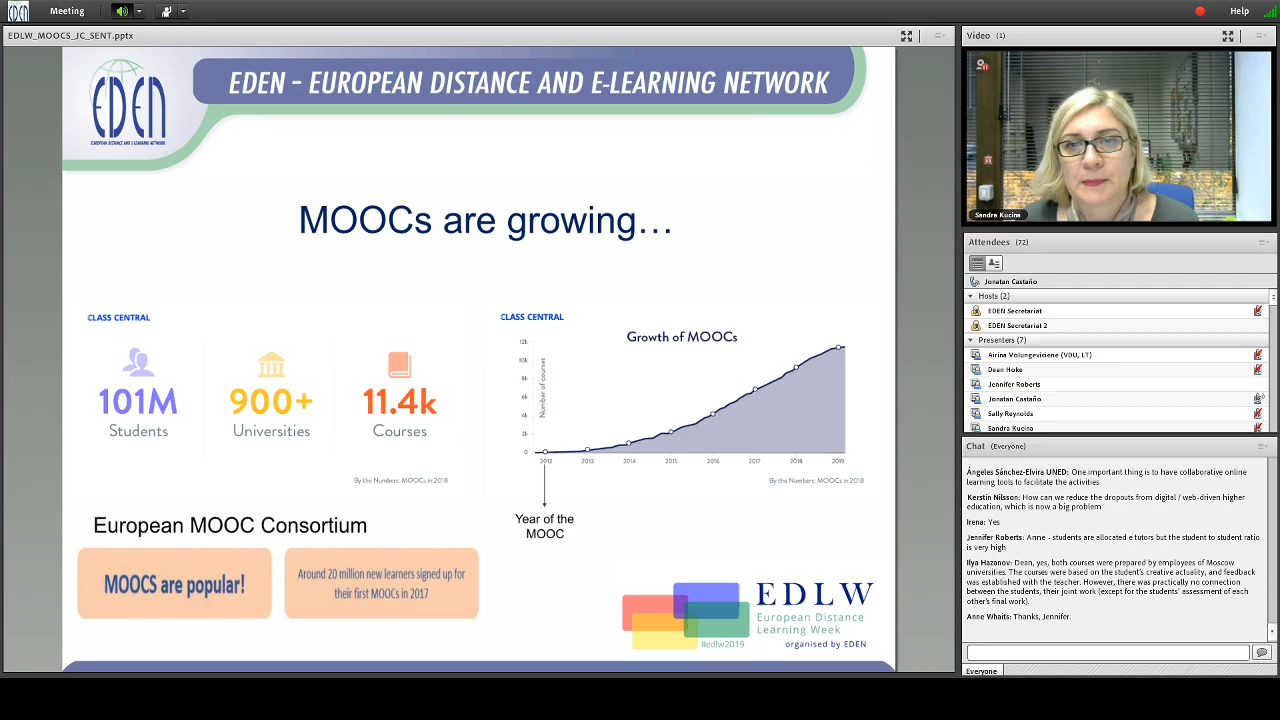 EDEN
Meeting
Help
EDLW_MOOCS_JC_SENT.pptx
EDEN
EUROPEAN DISTANCE AND E-LEARNING NETWORK
EDEN - EUROPEAN DISTANCE AND E-LEARNING NETWORK
MOOCs are growing…
CLASS CENTRAL
101M
Students
900+
Universities
11.4k
Courses
By the Numbers: MOOCs in 2018
CLASS CENTRAL
Growth of MOOCs
Number of courses
12k
10k
8k
6k
4k
2k
0
2012 2013 2014 2015 2016 2017 2018 2019
By the Numbers: MOOCs in 2018
Year of the
MOOC
European MOOC Consortium
MOOCS are popular!
Around 20 million new learners signed up for
their first MOOCs in 2017
EDLW
European Distance
Learning Week
#edlw2019
organised by EDEN
Video (1)
Sandra Kucina
Attendees (72)
Jonatan Castaño
Hosts (2)
EDEN Secretariat
EDEN Secretariat 2
Presenters (7)
Airina Volungeviciene (VDU, LT)
Dean Hoke
Jennifer Roberts
Jonatan Castaño
Sally Reynolds
Sandra Kucina
Chat (Everyone)
Ángeles Sánchez-Elvira UNED: One important thing is to have collaborative online
learning tools to facilitate the activities
Kerstin Nilsson: How can we reduce the dropouts from digital / web-driven higher
education, which is now a big problem
Irena: Yes
Jennifer Roberts: Anne - students are allocated e tutors but the student to student ratio
is very high
Ilya Hazanov: Dean, yes, both courses were prepared by employees of Moscow
universities. The courses were based on the student's creative actuality, and feedback
was established with the teacher. However, there was practically no connection
between the students, their joint work (except for the students' assessment of each
other's final work).
Anne Whaits: Thanks, Jennifer.
Everyone